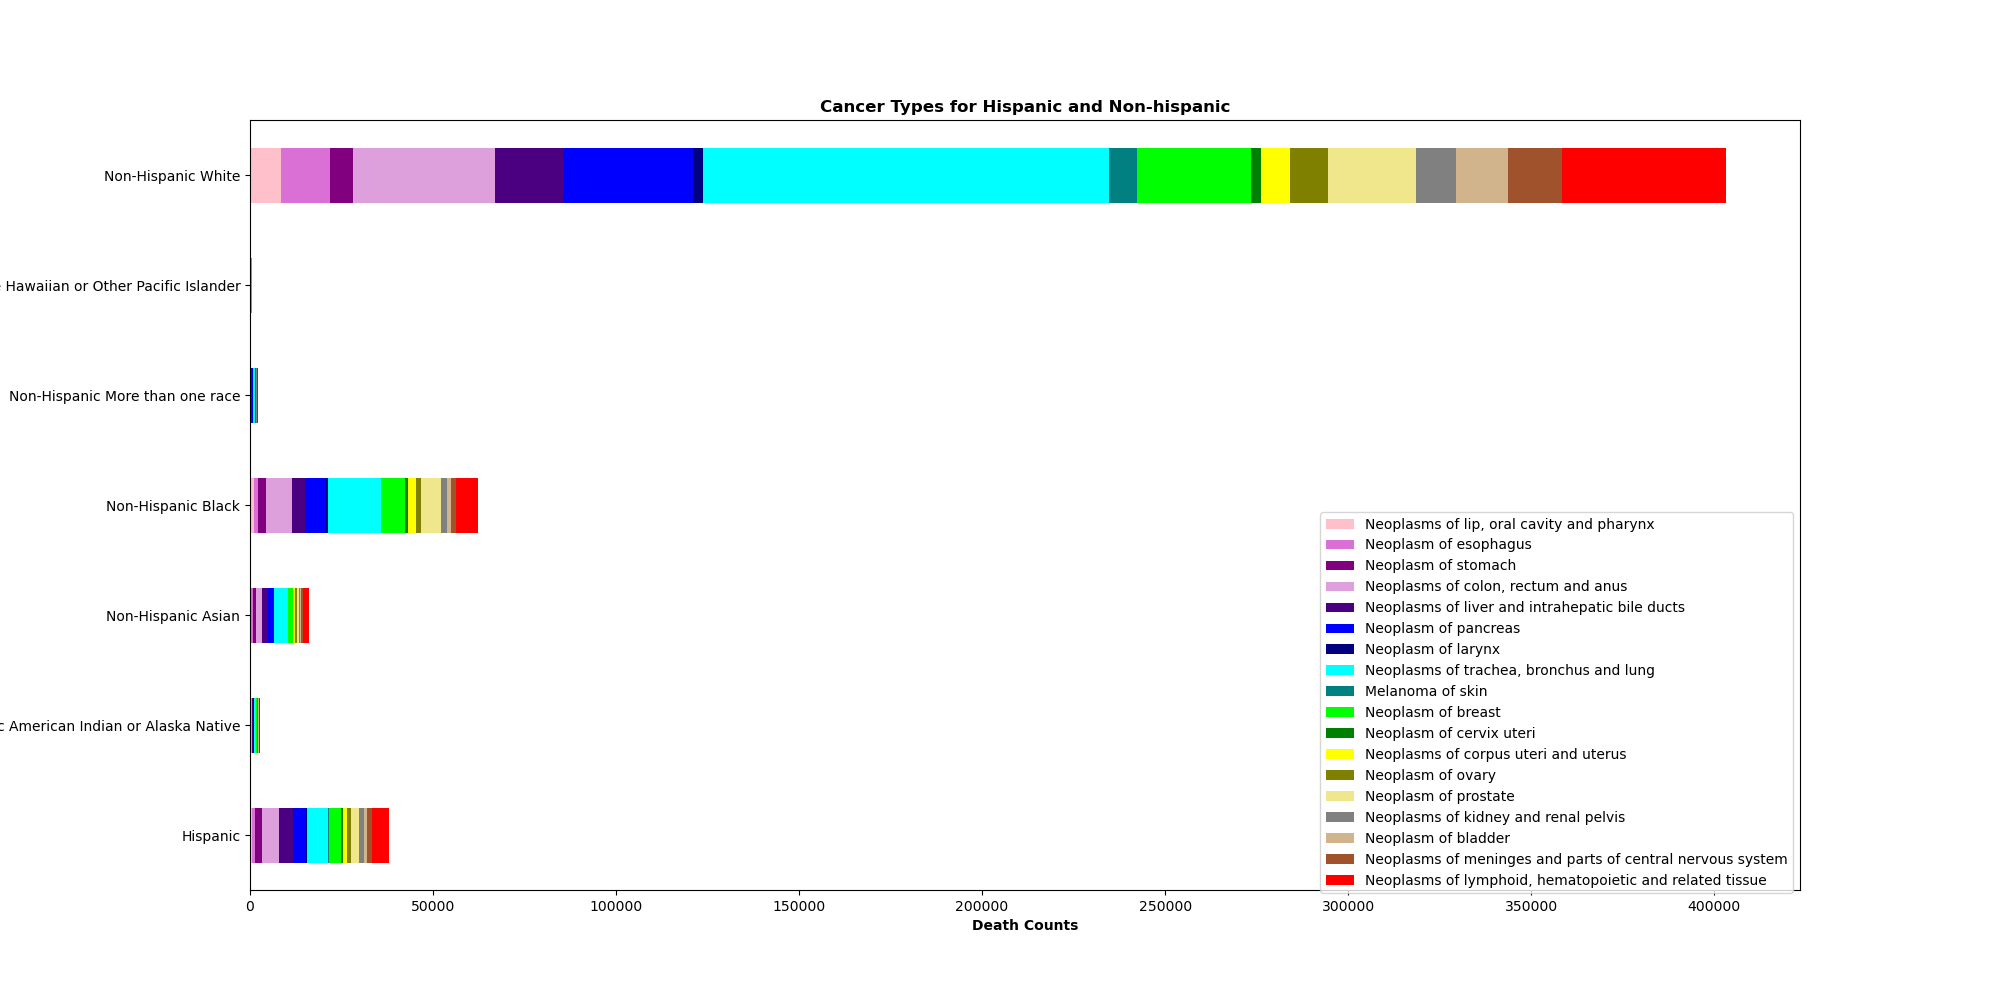 Cancer Types for Hispanic and Non-hispanic
Non-Hispanic White
Hawaiian or Other Pacific Islander
Non-Hispanic More than one race
Non-Hispanic Black
Non-Hispanic Asian
American Indian or Alaska Native
Hispanic
Neoplasms of lip, oral cavity and pharynx
Neoplasm of esophagus
Neoplasm of stomach
Neoplasms of colon, rectum and anus
Neoplasms of liver and intrahepatic bile ducts
Neoplasm of pancreas
Neoplasm of larynx
Neoplasms of trachea, bronchus and lung
Melanoma of skin
Neoplasm of breast
Neoplasm of cervix uteri
Neoplasms of corpus uteri and uterus
Neoplasm of ovary
Neoplasm of prostate
Neoplasms of kidney and renal pelvis
Neoplasm of bladder
Neoplasms of meninges and parts of central nervous system
Neoplasms of lymphoid, hematopoietic and related tissue
0 50000 100000 150000 200000 250000 300000 350000 400000
Death Counts